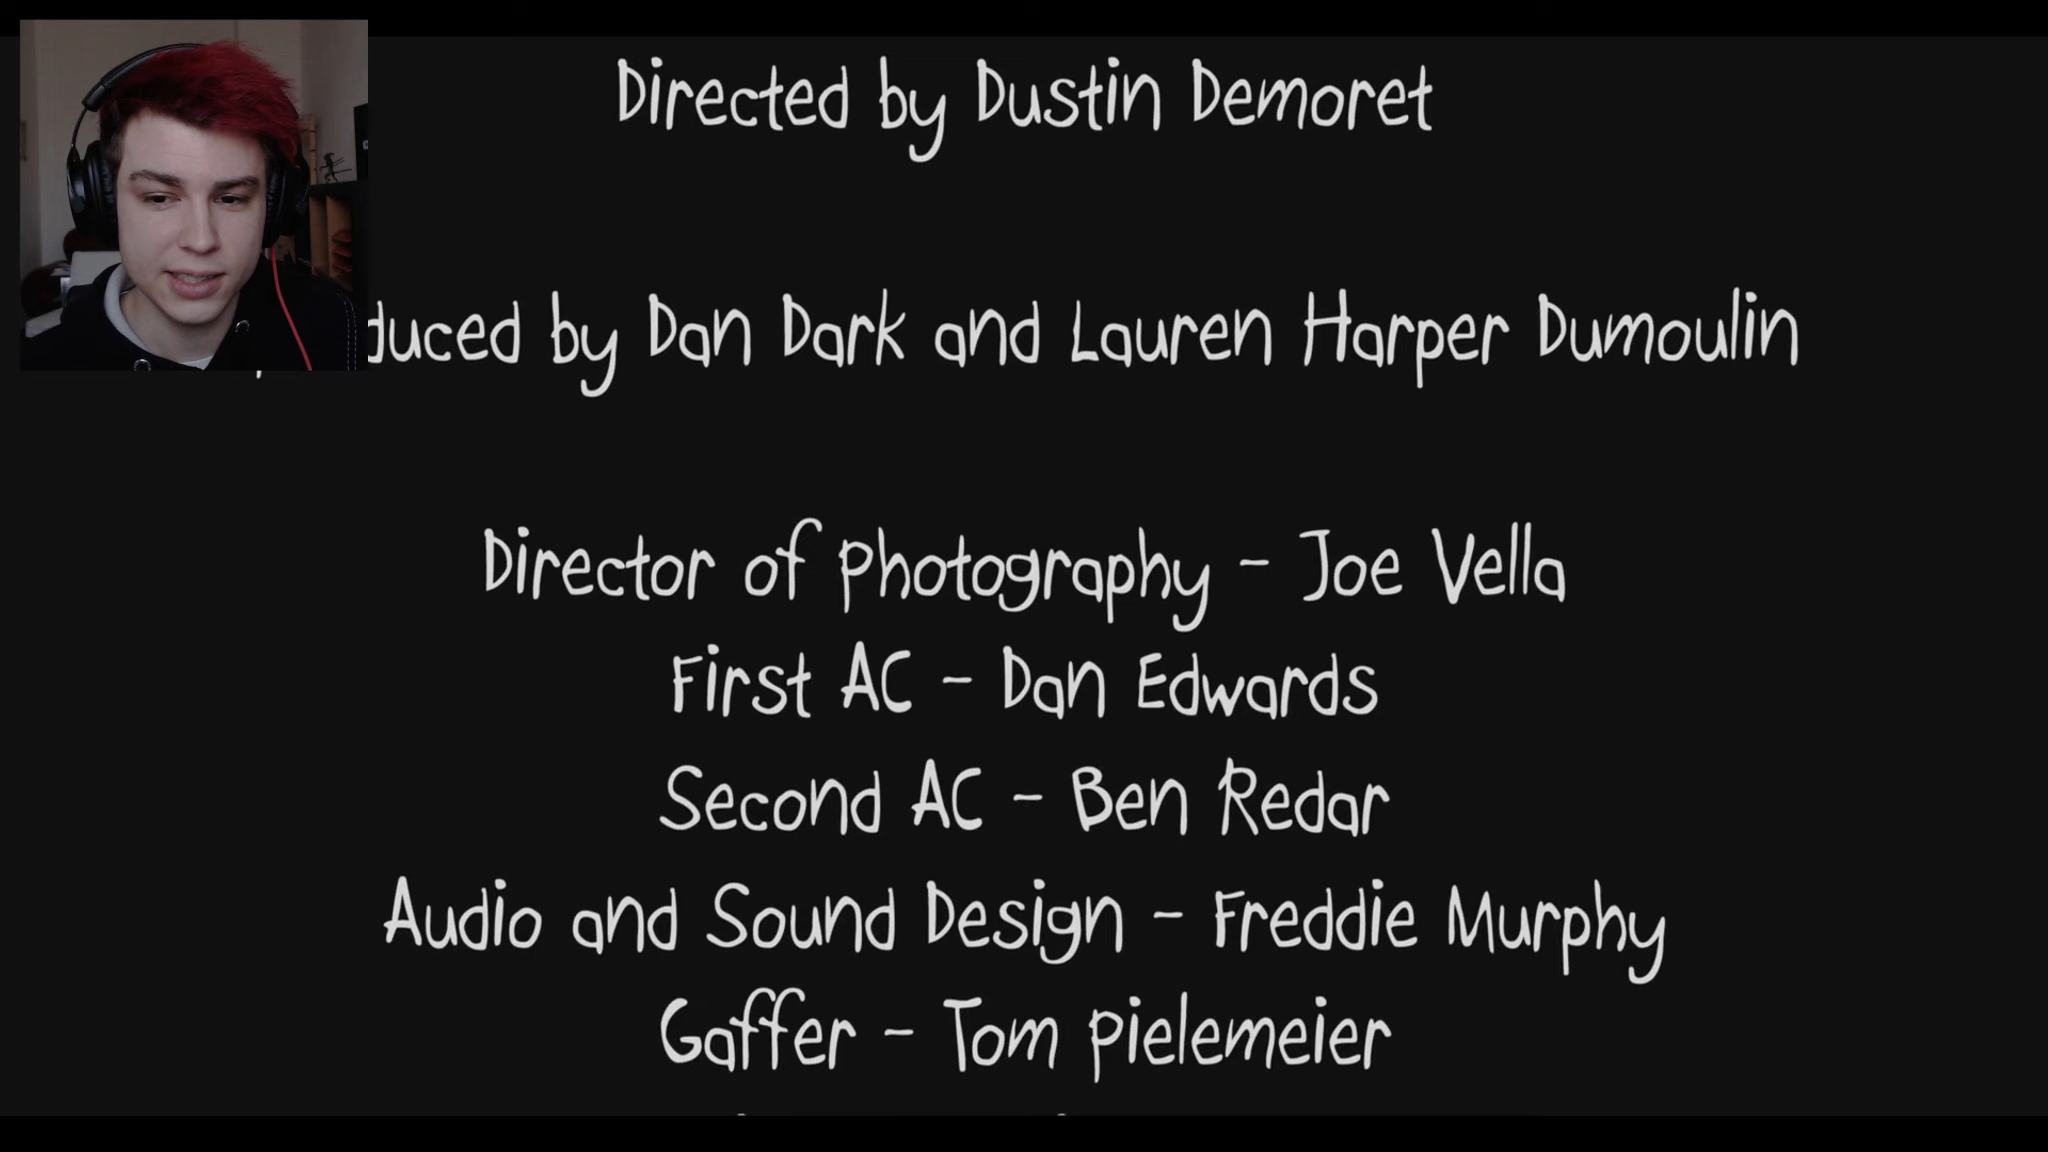 Directed by Dustin Demoret
duced by Dan Dark and Lauren Harper Dumoulin
Director of Photography - Joe Vella
First AC - Dan Edwards
Second AC - Ben Redar
Audio and Sound Design - Freddie Murphy
Gaffer - Tom Pielemeier